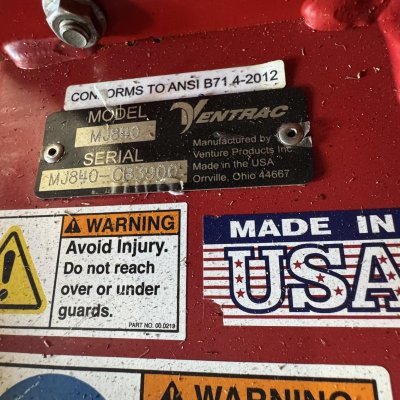 CONFORMS TO ANSI B71.4-2012
MODEL
MJ840
VENTRAC
SERIAL
Manufactured by
Venture Products Inc
Made in the USA
Orrville, Ohio 44667
WARNING
Avoid Injury.
Do not reach
over or under
guards.
PART NO. 00.0219
MADE IN
USA
WARNING